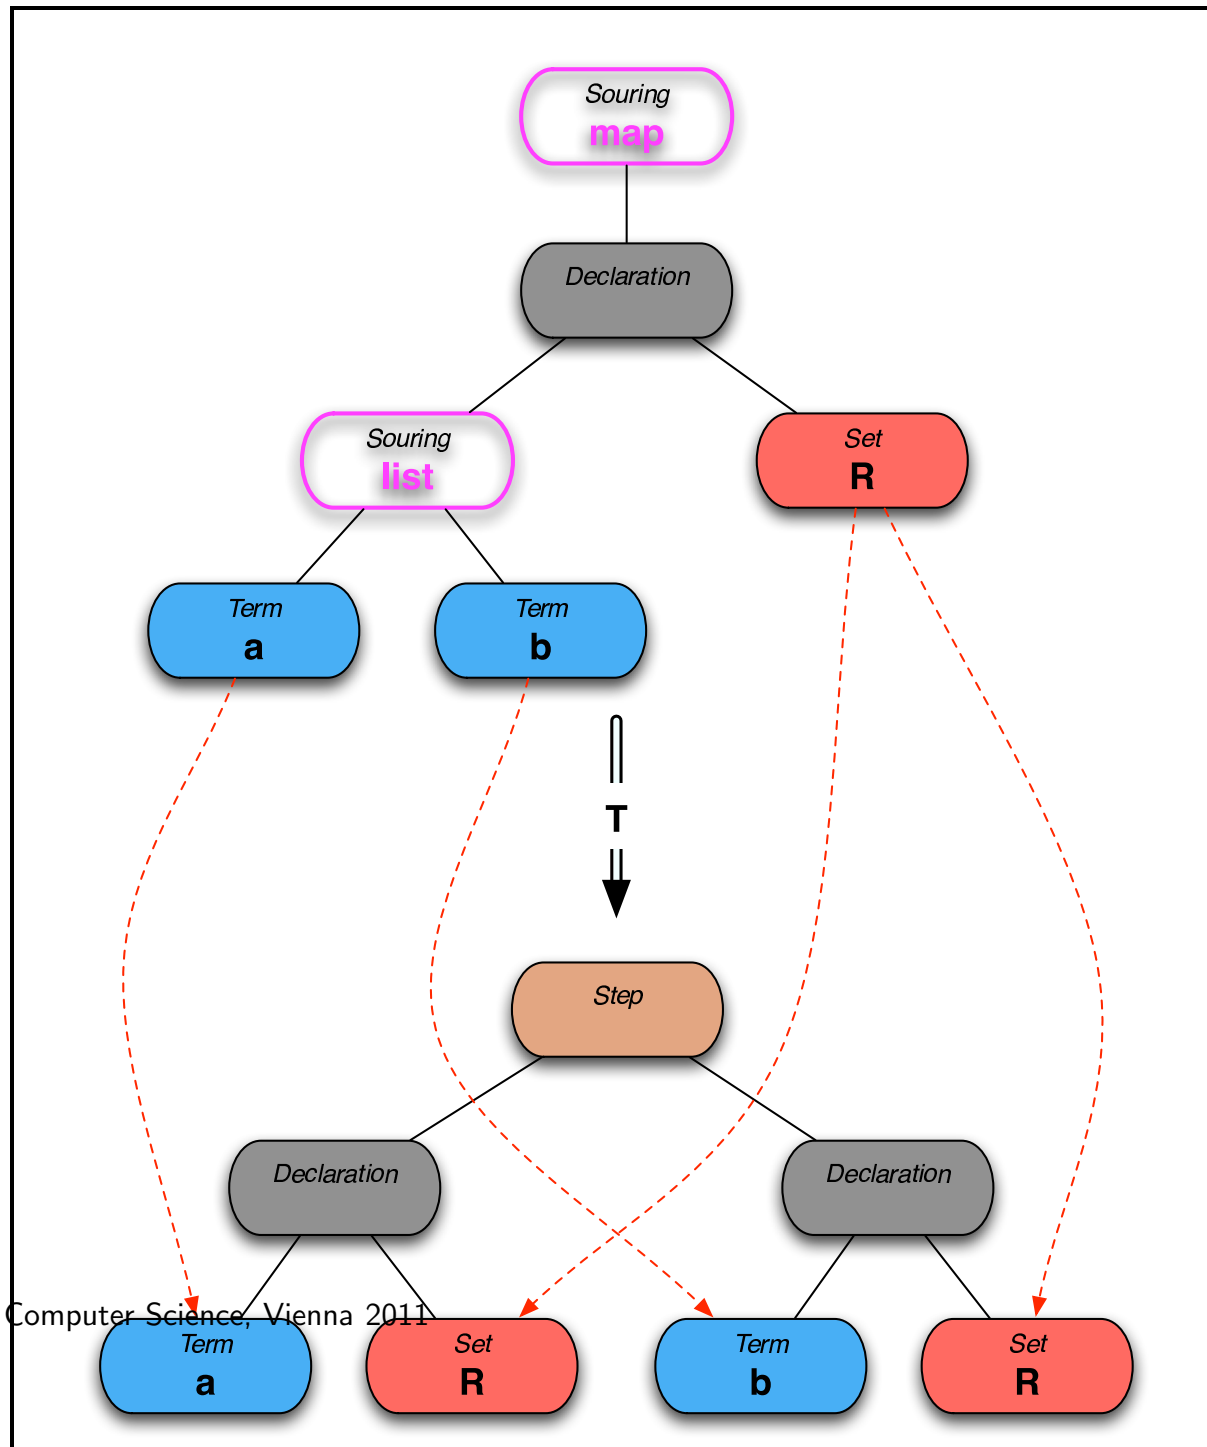 Souring
map
Declaration
Souring
list
Set
R
Term
a
Term
b
T
Step
Declaration
Declaration
Computer Science, Vienna 2011
Term
a
Set
R
Term
b
Set
R